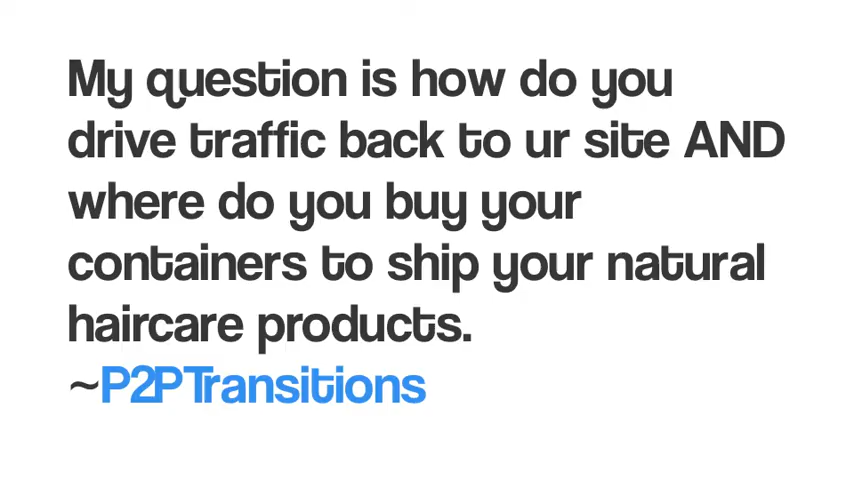 My question is how do you
drive traffic back to ur site AND
where do you buy your
containers to ship your natural
haircare products.
~P2PTransitions